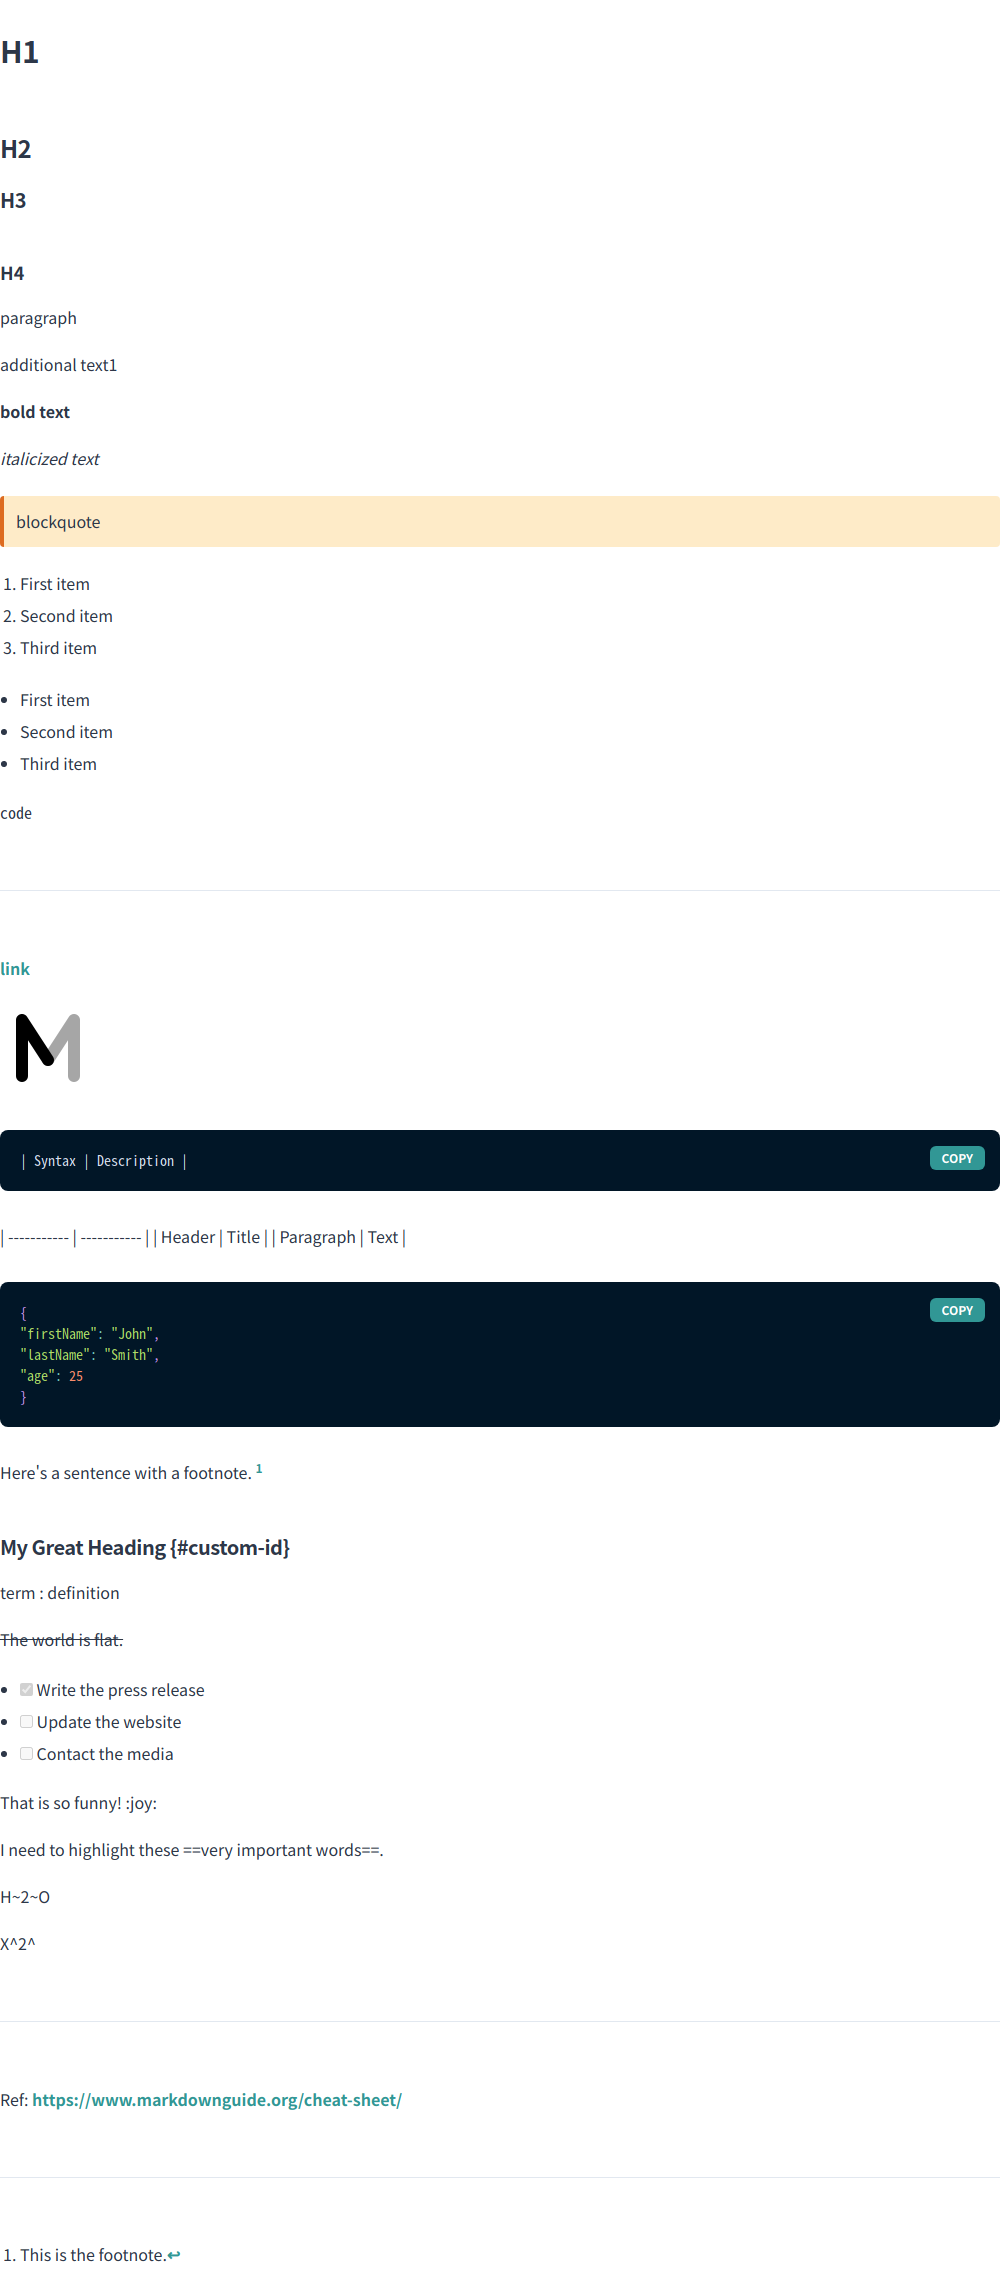 H1
H2
H3
H4
paragraph
additional text1
bold text
italicized text
blockquote
1. First item
2. Second item
3. Third item
• First item
• Second item
• Third item
code
link
M
| Syntax | Description |
COPY
| ----------- | ----------- | | Header | Title | | Paragraph | Text |
{
COPY
"firstName": "John",
"lastName": "Smith",
"age": 25
}
Here's a sentence with a footnote. 1
My Great Heading {#custom-id}
term : definition
The world is flat.
Write the press release
Update the website
Contact the media
That is so funny! :joy:
I need to highlight these ==very important words==.
H~2~O
X^2^
Ref: https://www.markdownguide.org/cheat-sheet/
1. This is the footnote.↩